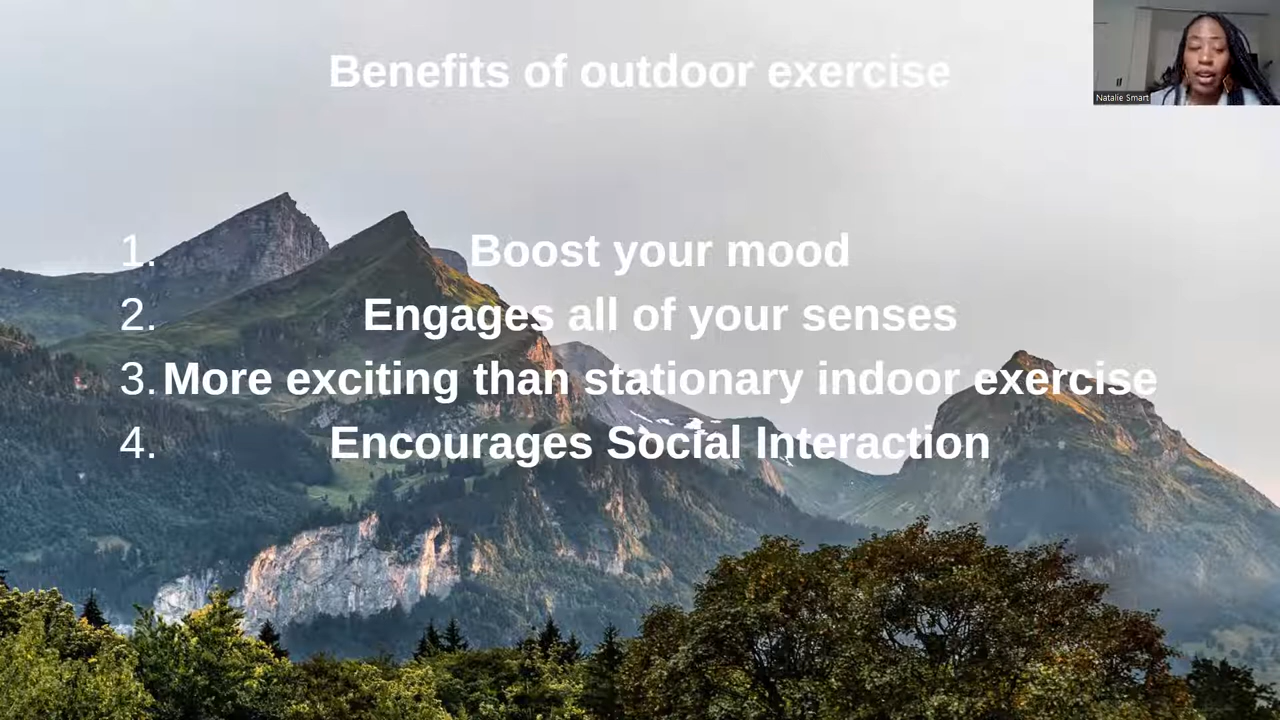 Benefits of outdoor exercise
Natalie Smart
1. Boost your mood
2. Engages all of your senses
3. More exciting than stationary indoor exercise
4. Encourages Social Interaction